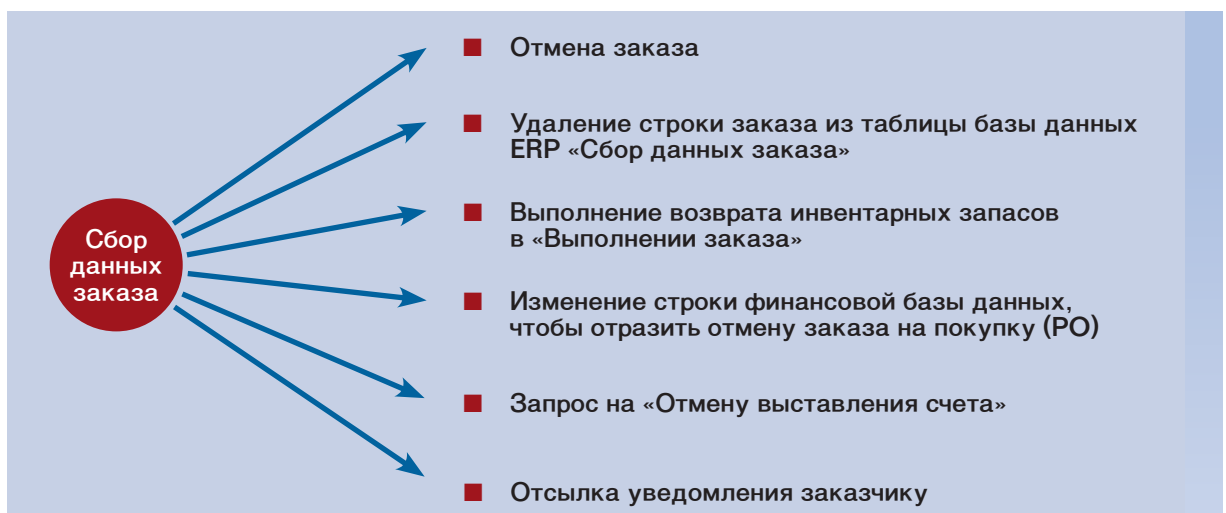 Отмена заказа
Удаление строки заказа из таблицы базы данных
ERP «Сбор данных заказа»
Выполнение возврата инвентарных запасов
в «Выполнении заказа»
Сбор
данных
заказа
Изменение строки финансовой базы данных,
чтобы отразить отмену заказа на покупку (PO)
Запрос на «Отмену выставления счета»
Отсылка уведомления заказчику